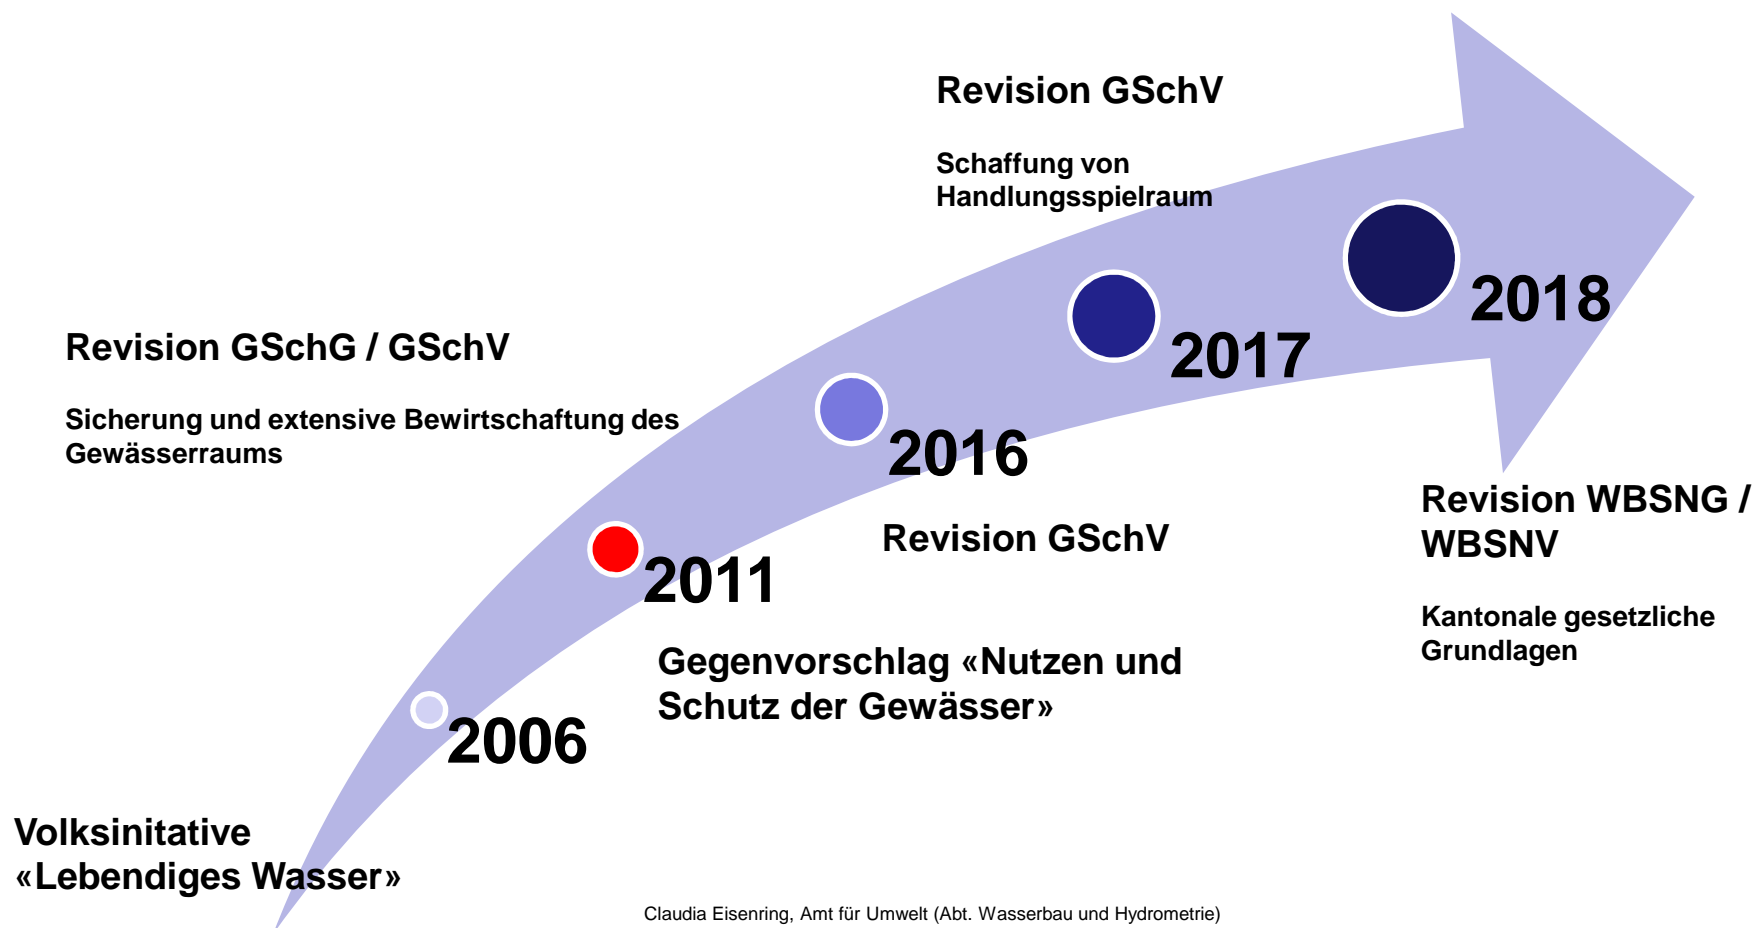 Revision GSchV
Schaffung von
Handlungsspielraum
2018
2017
Revision GSchG / GSchV
Sicherung und extensive Bewirtschaftung des
Gewässerraums
2016
Revision WBSNG /
WBSNV
Kantonale gesetzliche
Grundlagen
Revision GSchV
2011
Gegenvorschlag «Nutzen und
Schutz der Gewässer»
2006
Volksinitative
«Lebendiges Wasser»
Claudia Eisenring, Amt für Umwelt (Abt. Wasserbau und Hydrometrie)